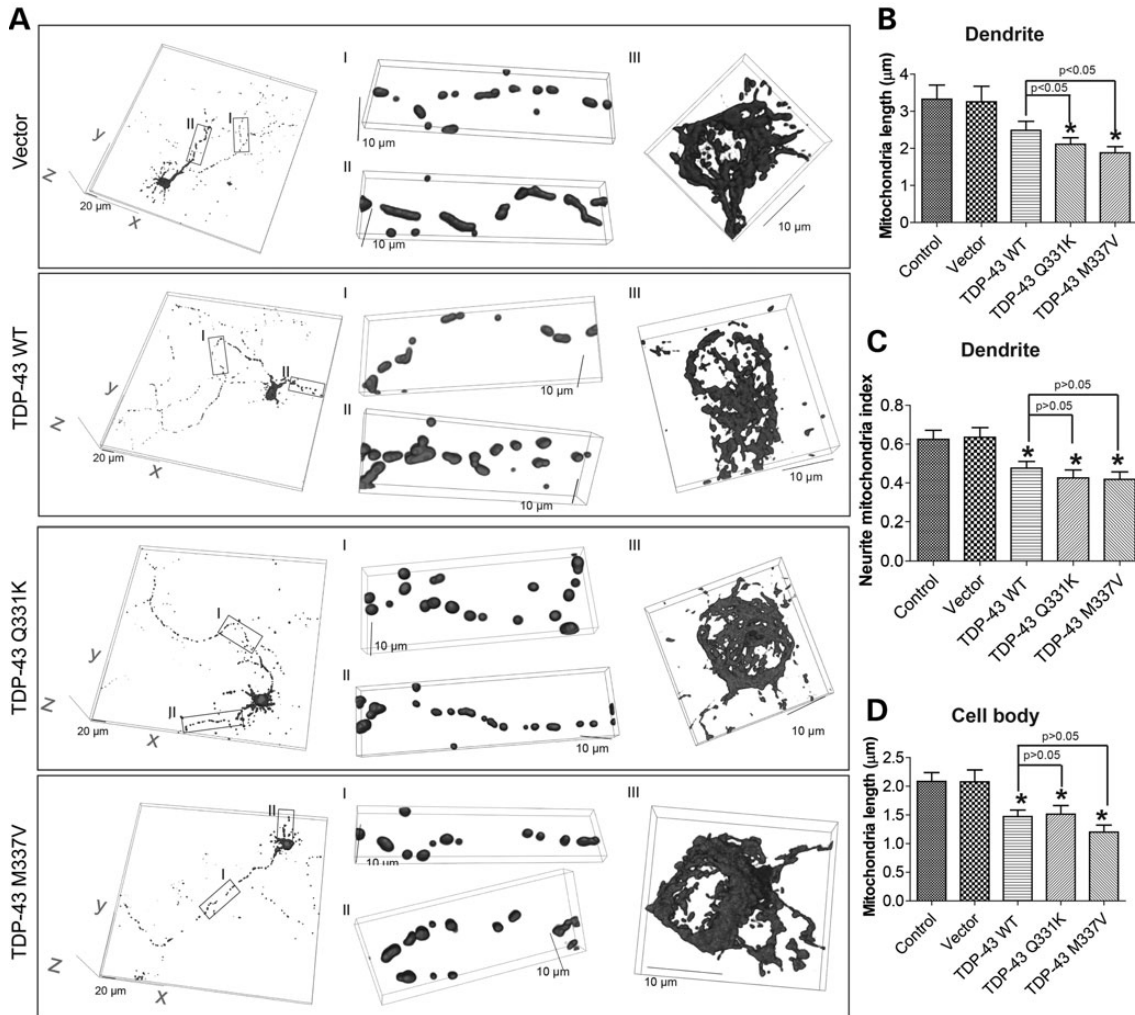 A
Vector
I
II
III
I
II
y
z
x
20 µm
10 µm
10 µm
10 µm
TDP-43 WT
I
II
III
I
II
y
z
x
20 µm
10 µm
10 µm
10 µm
TDP-43 Q331K
I
II
III
I
II
y
z
x
20 µm
10 µm
10 µm
10 µm
TDP-43 M337V
I
II
III
II
I
y
z
x
20 µm
10 µm
10 µm
10 µm
B
Dendrite
Mitochondria length (µm)
4
3
2
1
0
p<0.05
p<0.05
*
*
Control
Vector
TDP-43 WT
TDP-43 Q331K
TDP-43 M337V
C
Dendrite
Neurite mitochondria index
0.8
0.6
0.4
0.2
0.0
p>0.05
p>0.05
*
*
*
Control
Vector
TDP-43 WT
TDP-43 Q331K
TDP-43 M337V
D
Cell body
Mitochondria length (µm)
2.5
2.0
1.5
1.0
0.5
0.0
p>0.05
p>0.05
*
*
*
Control
Vector
TDP-43 WT
TDP-43 Q331K
TDP-43 M337V